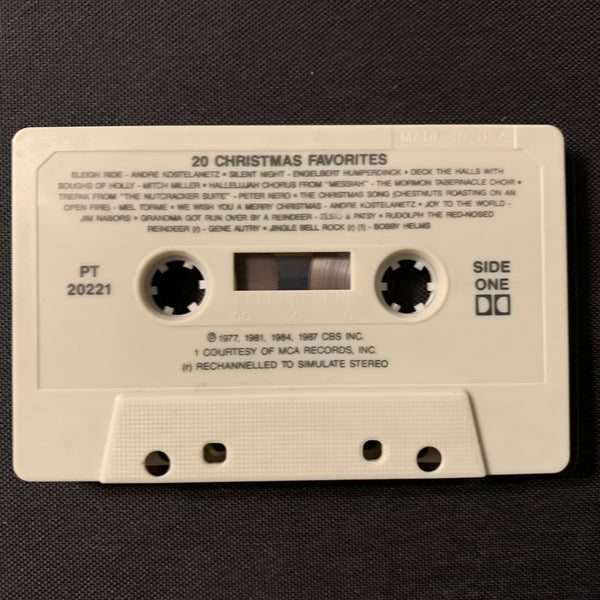 MADE IN USA
20 CHRISTMAS FAVORITES
SLEIGH RIDE - ANDRE KOSTELANETZ • SILENT NIGHT - ENGELBERT HUMPERDINCK • DECK THE HALLS WITH
BOUGHS OF HOLLY - MITCH MILLER • HALLELUJAH CHORUS FROM "MESSIAH" - THE MORMON TABERNACLE CHOIR •
TREPAK FROM "THE NUTCRACKER SUITE" - PETER NERO • THE CHRISTMAS SONG (CHESTNUTS ROASTING ON AN
OPEN FIRE) - MEL TORME • WE WISH YOU A MERRY CHRISTMAS - ANDRE KOSTELANETZ • JOY TO THE WORLD -
JIM NABORS • GRANDMA GOT RUN OVER BY A REINDEER - ELMO & PATSY • RUDOLPH THE RED-NOSED
REINDEER (r) - GENE AUTRY • JINGLE BELL ROCK (r) (1) - BOBBY HELMS
PT
20221
SIDE
ONE
100 50 0
℗ 1977, 1981, 1984, 1987 CBS INC.
1 COURTESY OF MCA RECORDS, INC.
(r) RECHANNELLED TO SIMULATE STEREO